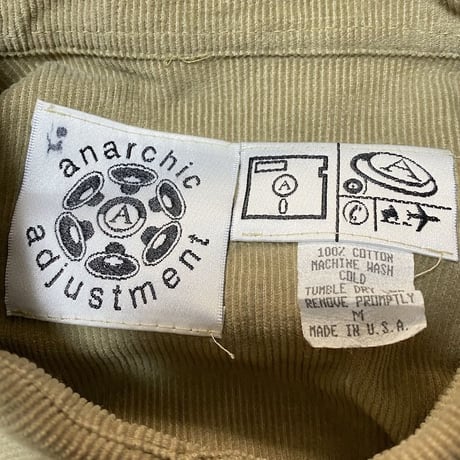 anarchic
adjustment
A
A
A
100% COTTON
MACHINE WASH
COLD
TUMBLE DRY
REMOVE PROMPTLY
M
MADE IN U.S.A.